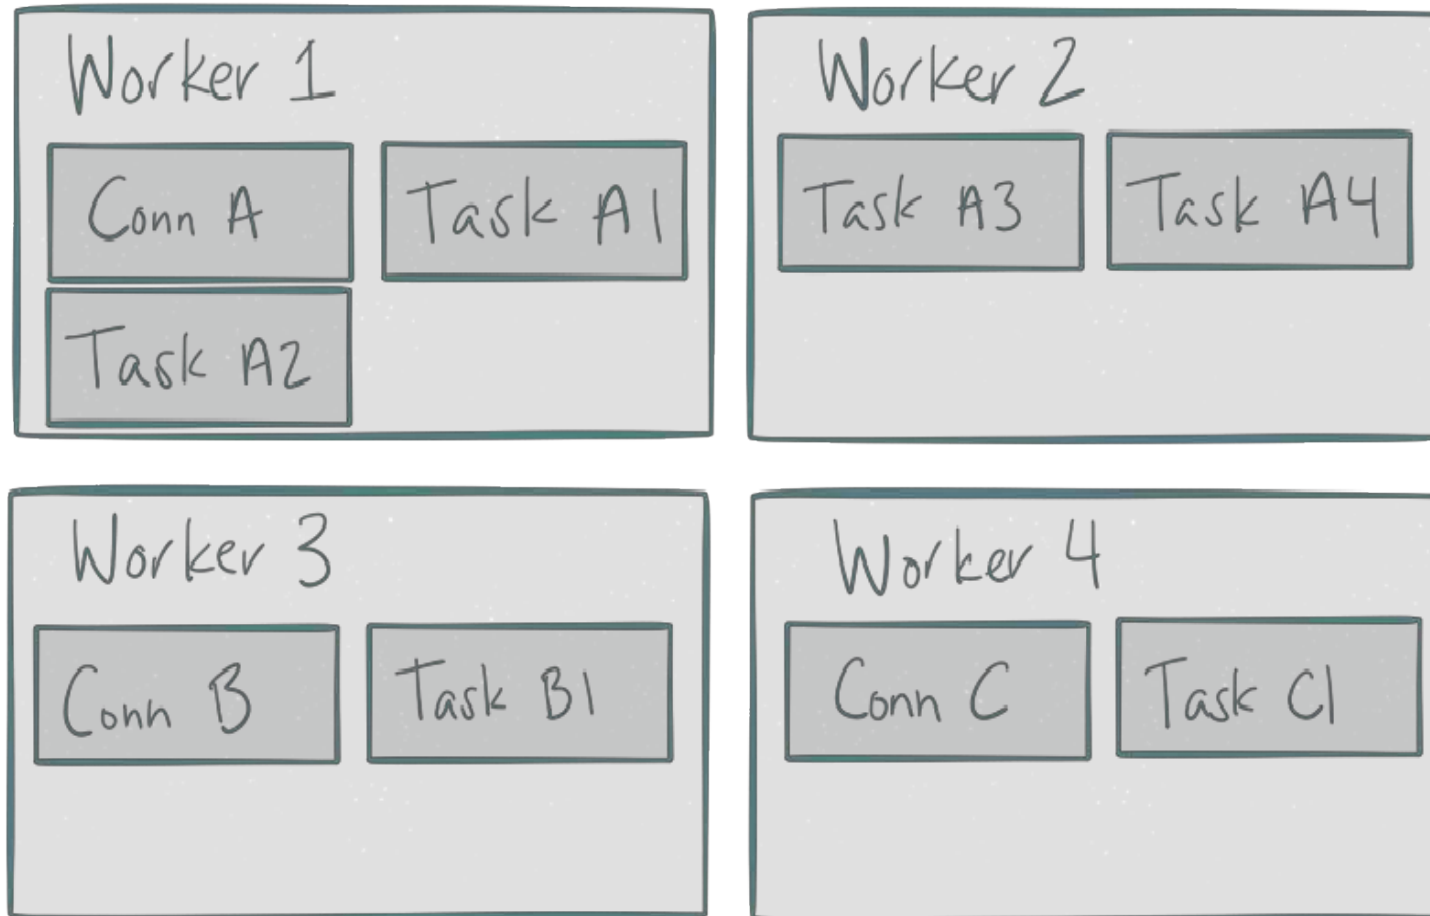 Worker 1
Conn A
Task A1
Task A2
Worker 2
Task A3
Task A4
Worker 3
Conn B
Task B1
Worker 4
Conn C
Task C1